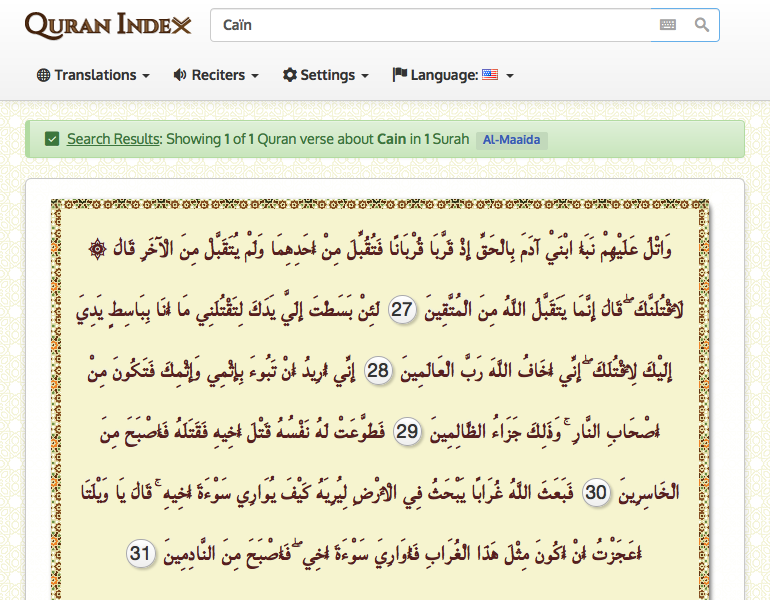 QURAN INDEX
Caïn
Translations Reciters Settings Language:
Search Results: Showing 1 of 1 Quran verse about Cain in 1 Surah Al-Maaida
وَاتْلُ عَلَيْهِمْ نَبَأَ ابْنَيْ آدَمَ بِالْحَقِّ إِذْ قَرَّبَا قُرْبَانًا فَتُقُبِّلَ مِنْ أَحَدِهِمَا وَلَمْ يُتَقَبَّلْ مِنَ الْآخَرِ قَالَ ۞
لَأَقْتُلَنَّكَ ۖ قَالَ إِنَّمَا يَتَقَبَّلُ اللَّهُ مِنَ الْمُتَّقِينَ 27 لَئِنْ بَسَطْتَ إِلَيَّ يَدَكَ لِتَقْتُلَنِي مَا أَنَا بِبَاسِطٍ يَدِيَ
إِلَيْكَ لِأَقْتُلَكَ ۖ إِنِّي أَخَافُ اللَّهَ رَبَّ الْعَالَمِينَ 28 إِنِّي أُرِيدُ أَنْ تَبُوءَ بِإِثْمِي وَإِثْمِكَ فَتَكُونَ مِنْ
أَصْحَابِ النَّارِ ۚ وَذَٰلِكَ جَزَاءُ الظَّالِمِينَ 29 فَطَوَّعَتْ لَهُ نَفْسُهُ قَتْلَ أَخِيهِ فَقَتَلَهُ فَأَصْبَحَ مِنَ
الْخَاسِرِينَ 30 فَبَعَثَ اللَّهُ غُرَابًا يَبْحَثُ فِي الْأَرْضِ لِيُرِيَهُ كَيْفَ يُوَارِي سَوْءَةَ أَخِيهِ ۚ قَالَ يَا وَيْلَتَا
أَعَجَزْتُ أَنْ أَكُونَ مِثْلَ هَٰذَا الْغُرَابِ فَأُوَارِيَ سَوْءَةَ أَخِي ۖ فَأَصْبَحَ مِنَ النَّادِمِينَ 31